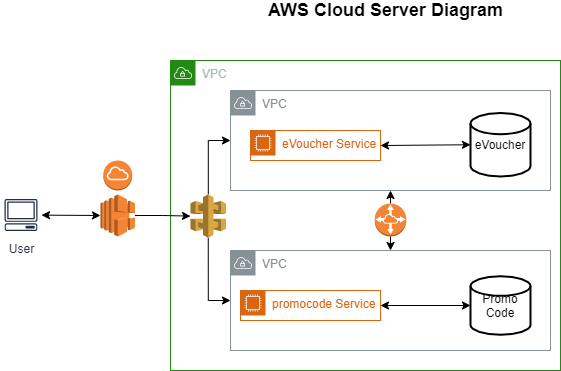 AWS Cloud Server Diagram
VPC
VPC
eVoucher Service
eVoucher
User
VPC
promocode Service
Promo
Code